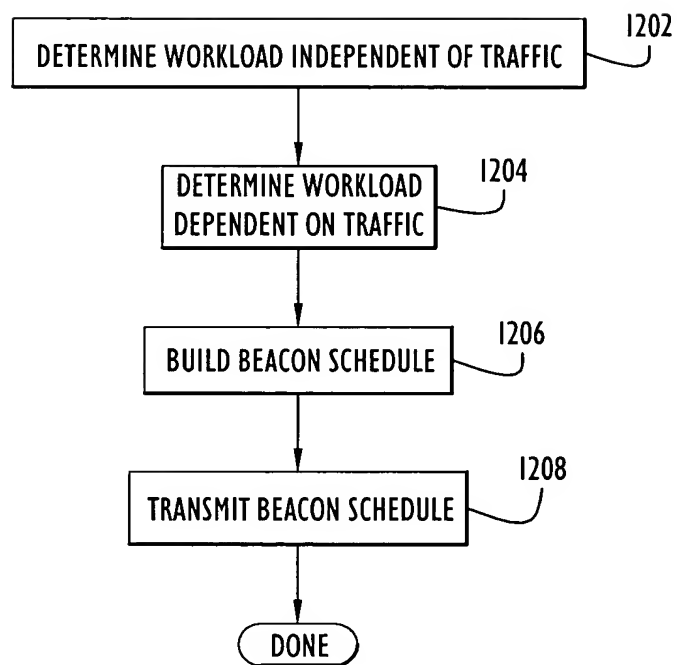 1202
DETERMINE WORKLOAD INDEPENDENT OF TRAFFIC
1204
DETERMINE WORKLOAD
DEPENDENT ON TRAFFIC
1206
BUILD BEACON SCHEDULE
1208
TRANSMIT BEACON SCHEDULE
DONE